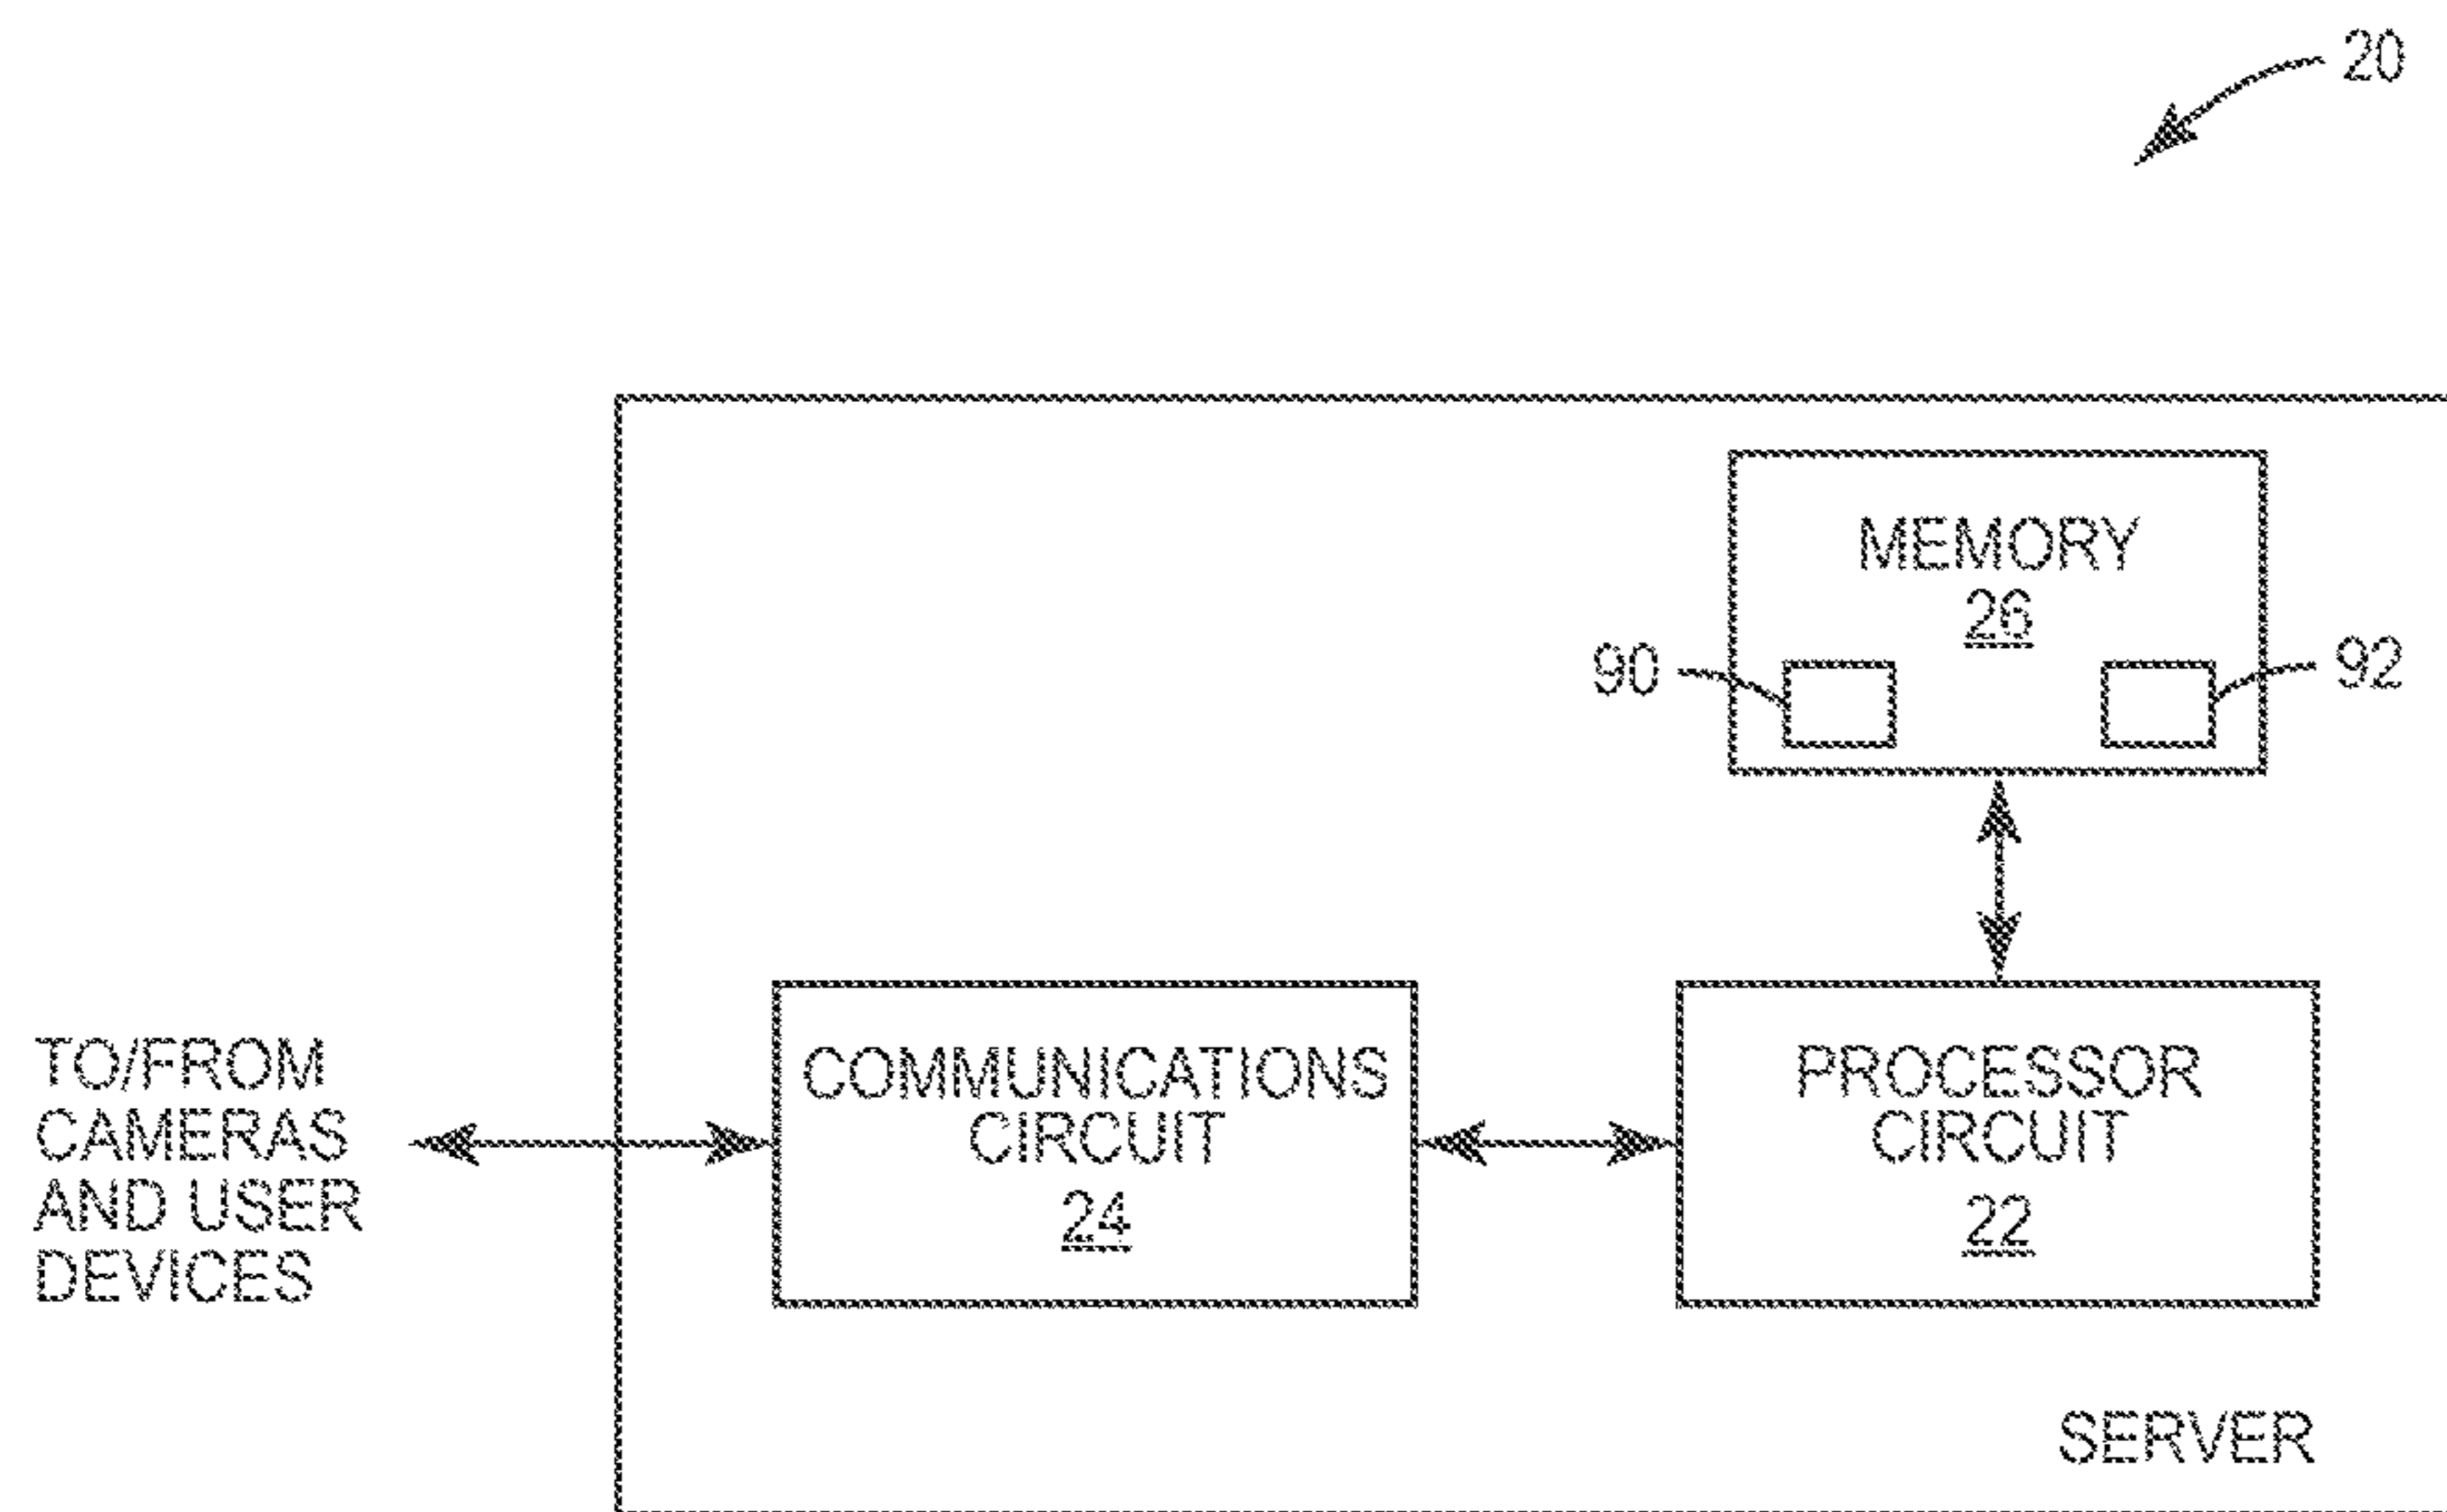 20
MEMORY
26
90
92
TO/FROM
CAMERAS
AND USER
DEVICES
COMMUNICATIONS
CIRCUIT
24
PROCESSOR
CIRCUIT
22
SERVER